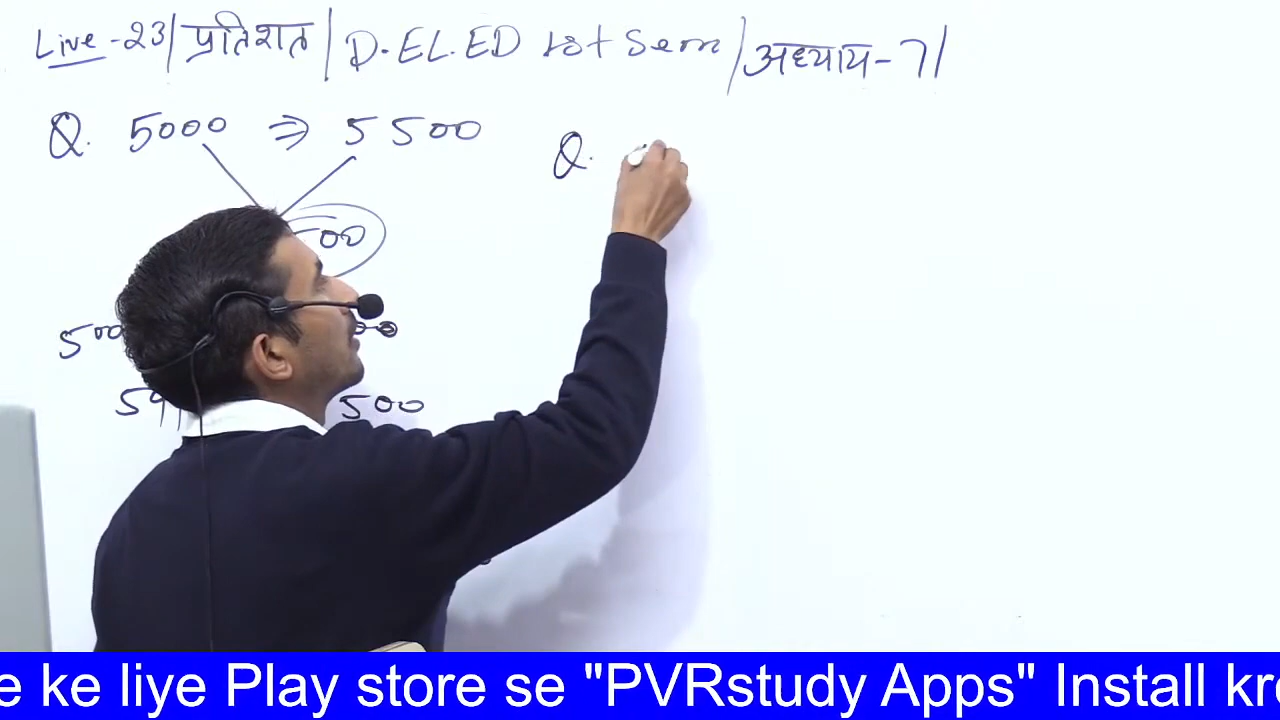 Live-23|प्रतिशत|D.EL.ED 1st Sem|अध्याय-7|
Q. 5000 ⇒ 5500
Q.
500
500
e ke liye Play store se "PVRstudy Apps" Install kre